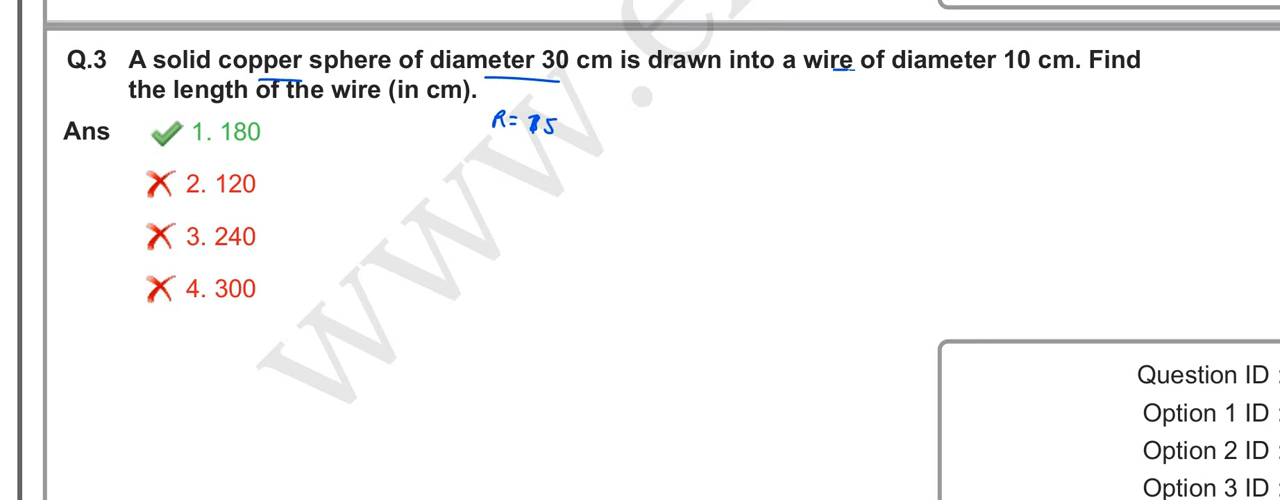 Q.3 A solid copper sphere of diameter 30 cm is drawn into a wire of diameter 10 cm. Find
the length of the wire (in cm).
R= 15
Ans 1. 180
2. 120
3. 240
4. 300
www.e
Question ID :
Option 1 ID :
Option 2 ID :
Option 3 ID :